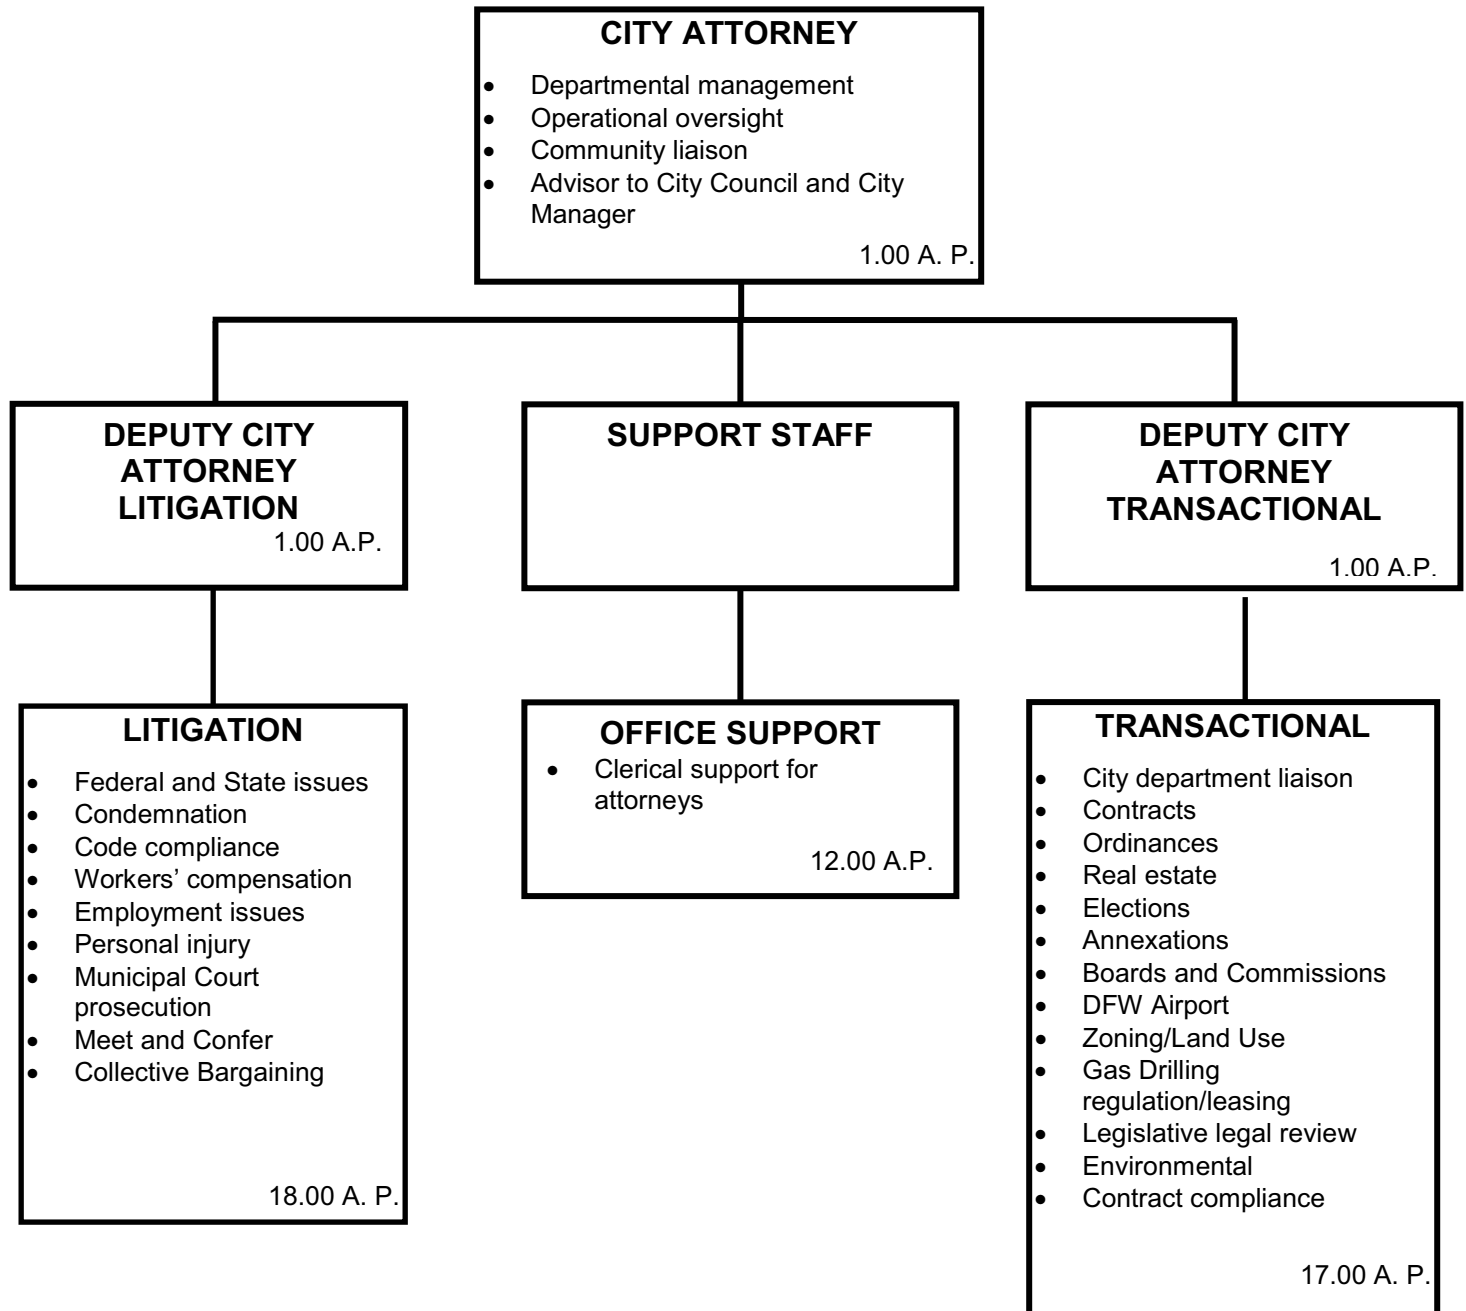 CITY ATTORNEY
• Departmental management
• Operational oversight
• Community liaison
• Advisor to City Council and City
Manager
1.00 A. P.
DEPUTY CITY
ATTORNEY
LITIGATION
1.00 A.P.
SUPPORT STAFF
DEPUTY CITY
ATTORNEY
TRANSACTIONAL
1.00 A.P.
LITIGATION
• Federal and State issues
• Condemnation
• Code compliance
• Workers’ compensation
• Employment issues
• Personal injury
• Municipal Court
prosecution
• Meet and Confer
• Collective Bargaining
18.00 A. P.
OFFICE SUPPORT
• Clerical support for
attorneys
12.00 A.P.
TRANSACTIONAL
• City department liaison
• Contracts
• Ordinances
• Real estate
• Elections
• Annexations
• Boards and Commissions
• DFW Airport
• Zoning/Land Use
• Gas Drilling
regulation/leasing
• Legislative legal review
• Environmental
• Contract compliance
17.00 A. P.